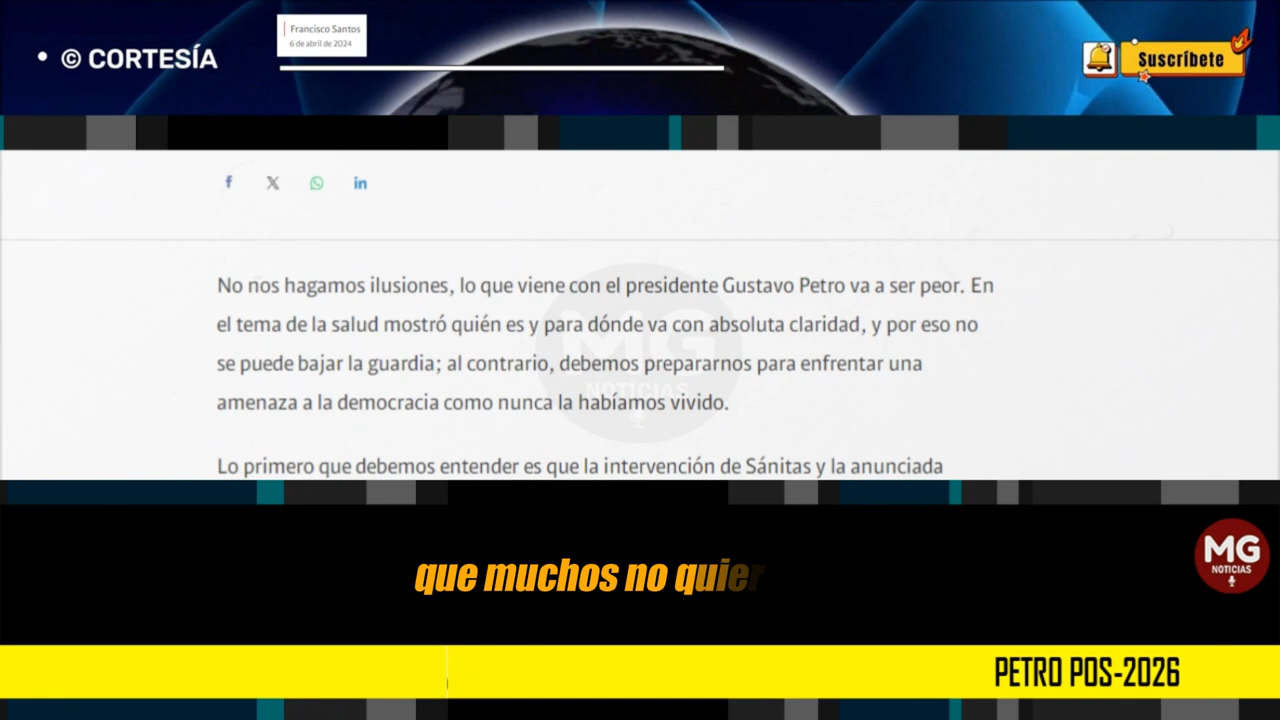 • © CORTESÍA
Francisco Santos
6 de abril de 2024
Suscríbete
No nos hagamos ilusiones, lo que viene con el presidente Gustavo Petro va a ser peor. En
el tema de la salud mostró quién es y para dónde va con absoluta claridad, y por eso no
se puede bajar la guardia; al contrario, debemos prepararnos para enfrentar una
amenaza a la democracia como nunca la habíamos vivido.
MG
NOTICIAS
Lo primero que debemos entender es que la intervención de Sánitas y la anunciada
que muchos no quier
MG
NOTICIAS
PETRO POS-2026